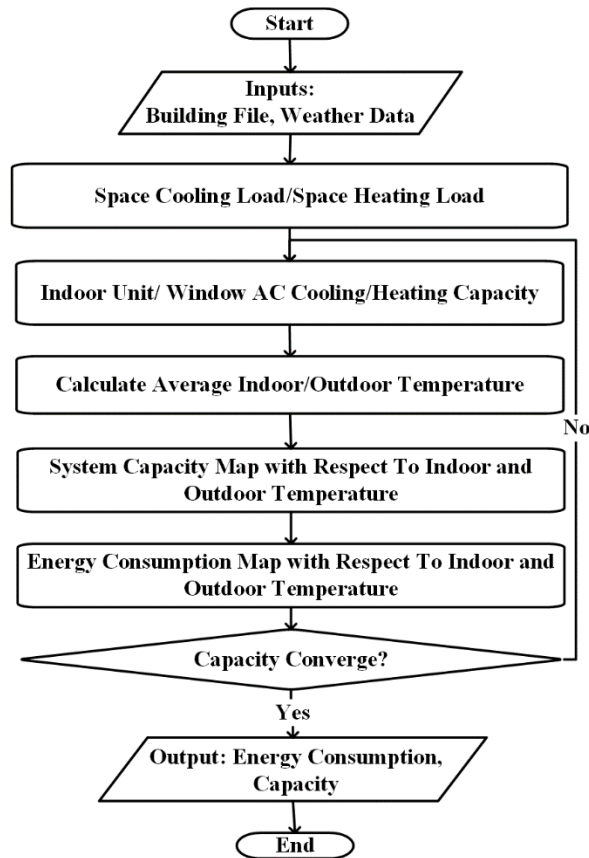 Start
Inputs:
Building File, Weather Data
Space Cooling Load/Space Heating Load
Indoor Unit/ Window AC Cooling/Heating Capacity
Calculate Average Indoor/Outdoor Temperature
No
System Capacity Map with Respect To Indoor and
Outdoor Temperature
Energy Consumption Map with Respect To Indoor and
Outdoor Temperature
Capacity Converge?
Yes
Output: Energy Consumption,
Capacity
End